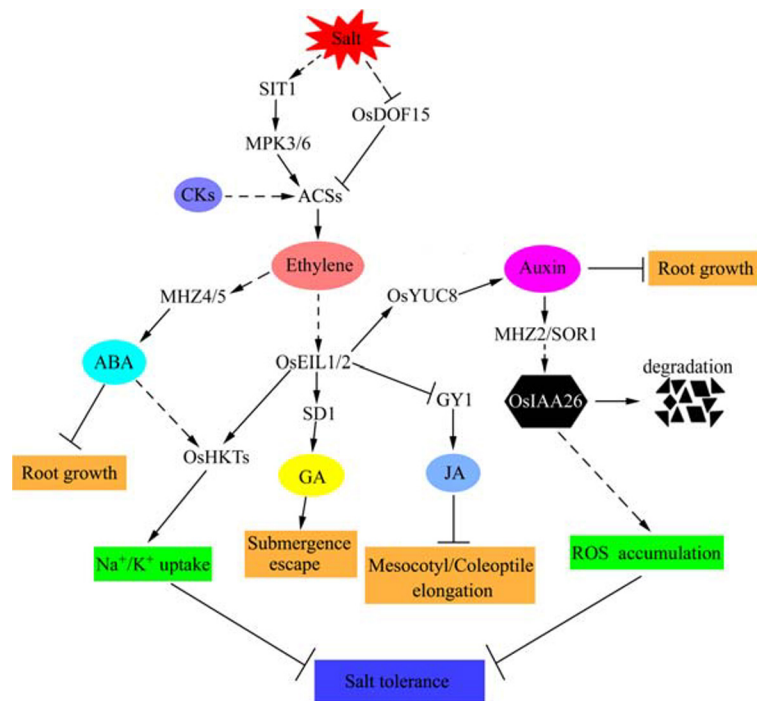 Salt
SIT1
OsDOF15
MPK3/6
CKs
ACSs
Ethylene
Auxin
Root growth
OsYUC8
MHZ4/5
MHZ2/SOR1
ABA
OsEIL1/2
degradation
OsIAA26
SD1
GY1
Root growth
OsHKTs
GA
JA
Na⁺/K⁺ uptake
Submergence
escape
Mesocotyl/Coleoptile
elongation
ROS accumulation
Salt tolerance